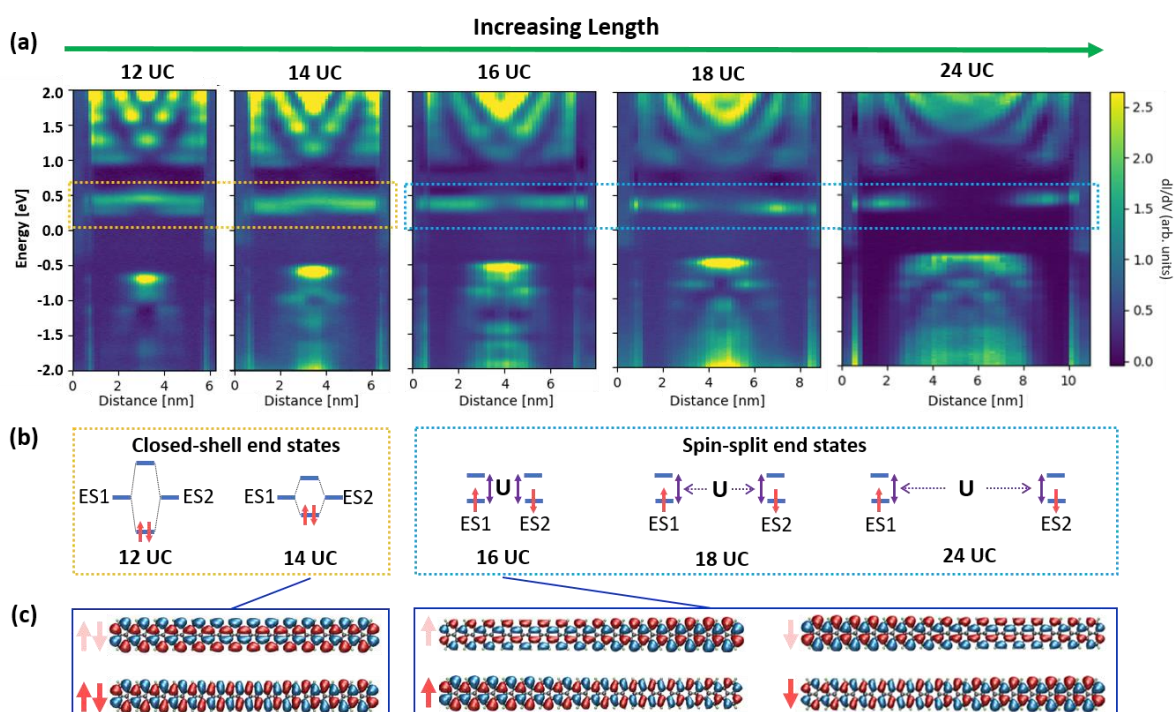 Increasing Length
(a)
12 UC 14 UC 16 UC 18 UC 24 UC
2.0
1.0
0.5
0.0
-0.5
-1.0
-1.5
-2.0
Energy [eV]
0 2 4 6 0 2 4 6 0 2 4 6 0 2 4 6 8 0 2 4 6 8 10
Distance [nm] Distance [nm] Distance [nm] Distance [nm] Distance [nm]
2.5
2.0
1.5
1.0
0.5
0.0
dI/dV (arb. units)
(b)
Closed-shell end states
ES1 ES2 ES1 ES2
12 UC 14 UC
Spin-split end states
U U U
ES1 ES2 ES1 ES2 ES1 ES2
16 UC 18 UC 24 UC
(c)